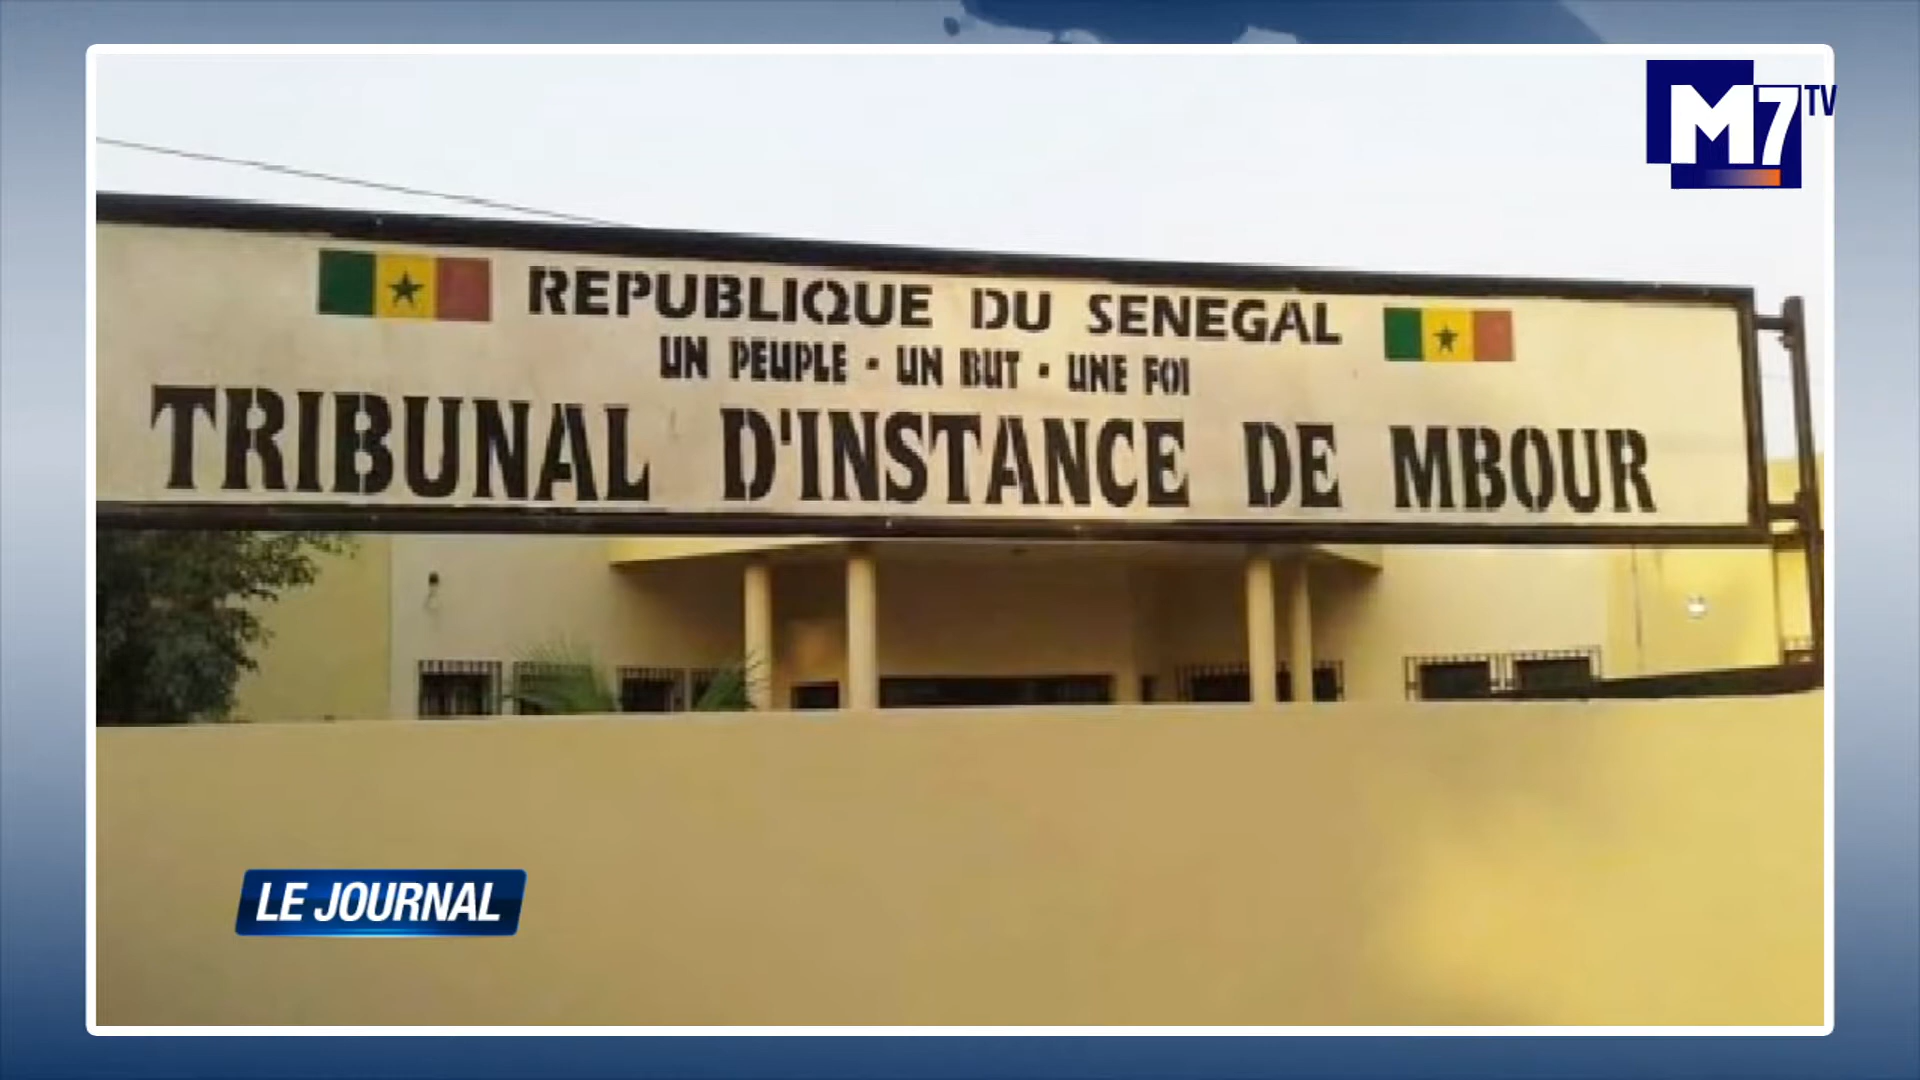 M7 TV
REPUBLIQUE DU SENEGAL
UN PEUPLE - UN BUT - UNE FOI
TRIBUNAL D'INSTANCE DE MBOUR
LE JOURNAL